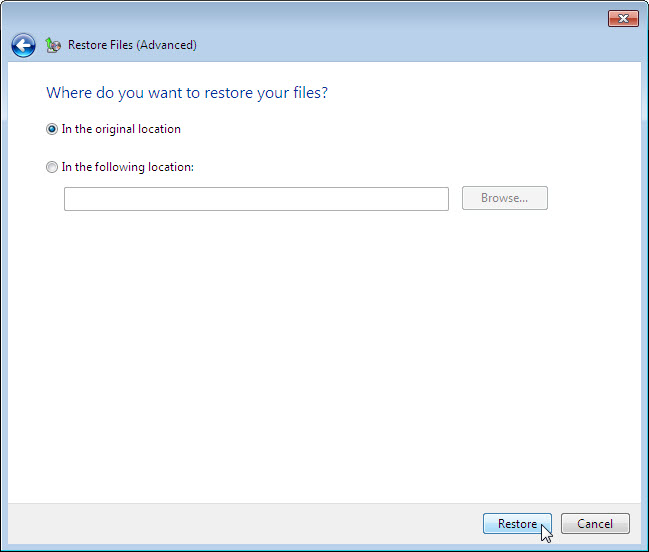 Restore Files (Advanced)
Where do you want to restore your files?
In the original location
In the following location:
Browse...
Restore Cancel